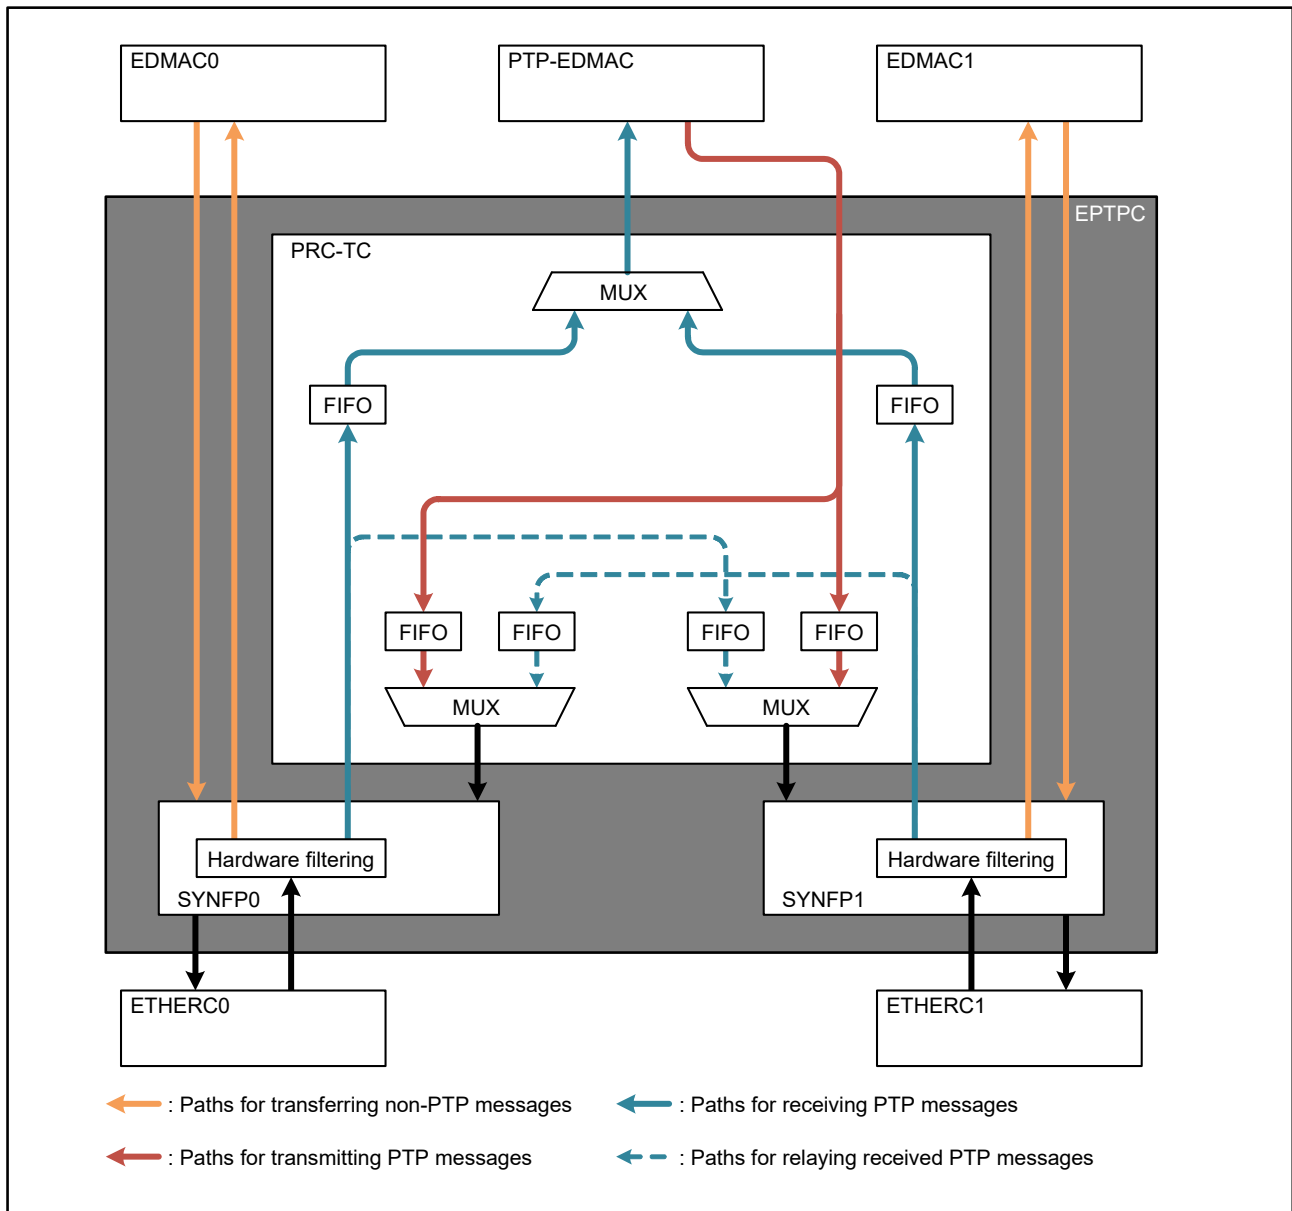 EDMAC0
PTP-EDMAC
EDMAC1
EPTPC
PRC-TC
MUX
FIFO
FIFO
FIFO
FIFO
FIFO
FIFO
MUX
MUX
Hardware filtering
SYNFP0
Hardware filtering
SYNFP1
ETHERC0
ETHERC1
: Paths for transferring non-PTP messages
: Paths for receiving PTP messages
: Paths for transmitting PTP messages
: Paths for relaying received PTP messages